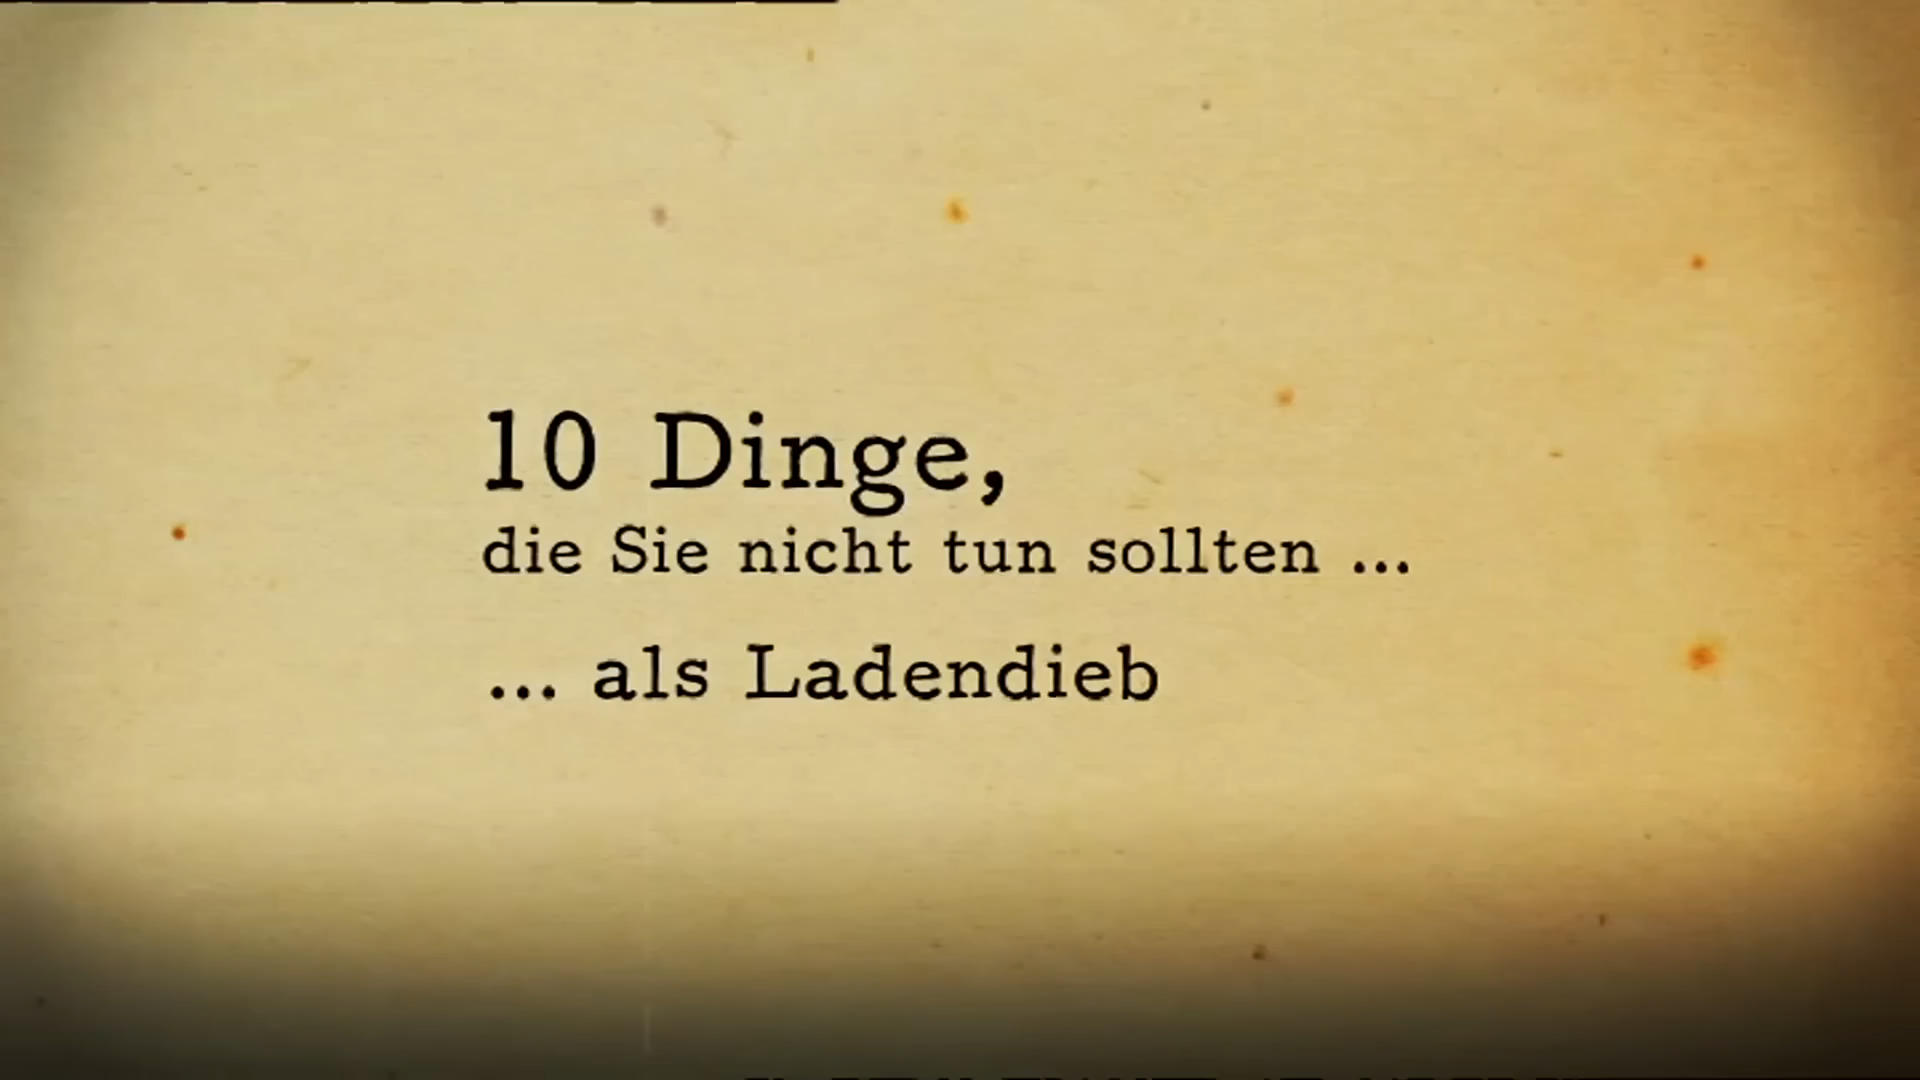 10 Dinge,
die Sie nicht tun sollten ...
... als Ladendieb